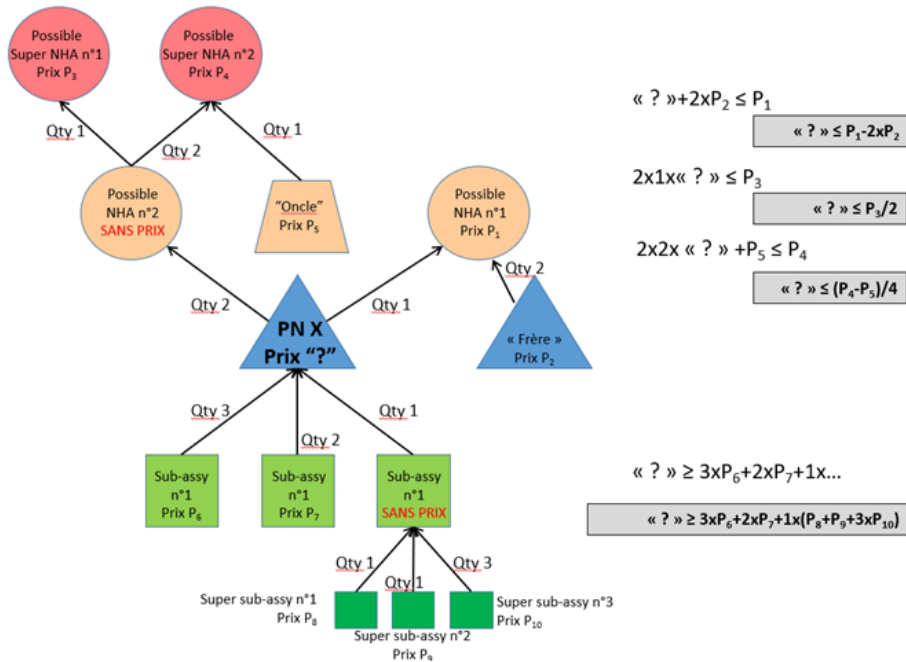 Possible
Super NHA n°1
Prix P₃
Possible
Super NHA n°2
Prix P₄
Qty 1
Qty 2
Qty 1
« ? »+2xP₂ ≤ P₁
« ? » ≤ P₁-2xP₂
Possible
NHA n°2
SANS PRIX
"Oncle"
Prix P₅
Possible
NHA n°1
Prix P₁
2x1x« ? » ≤ P₃
« ? » ≤ P₃/2
2x2x « ? » +P₅ ≤ P₄
« ? » ≤ (P₄-P₅)/4
Qty 2
Qty 1
Qty 2
PN X
Prix “?”
« Frère »
Prix P₂
Qty 3
Qty 2
Qty 1
Sub-assy
n°1
Prix P₆
Sub-assy
n°1
Prix P₇
Sub-assy
n°1
SANS PRIX
« ? » ≥ 3xP₆+2xP₇+1x...
« ? » ≥ 3xP₆+2xP₇+1x(P₈+P₉+3xP₁₀)
Qty 1
Qty 1
Qty 3
Super sub-assy n°1
Prix P₈
Super sub-assy n°3
Prix P₁₀
Super sub-assy n°2
Prix P₉